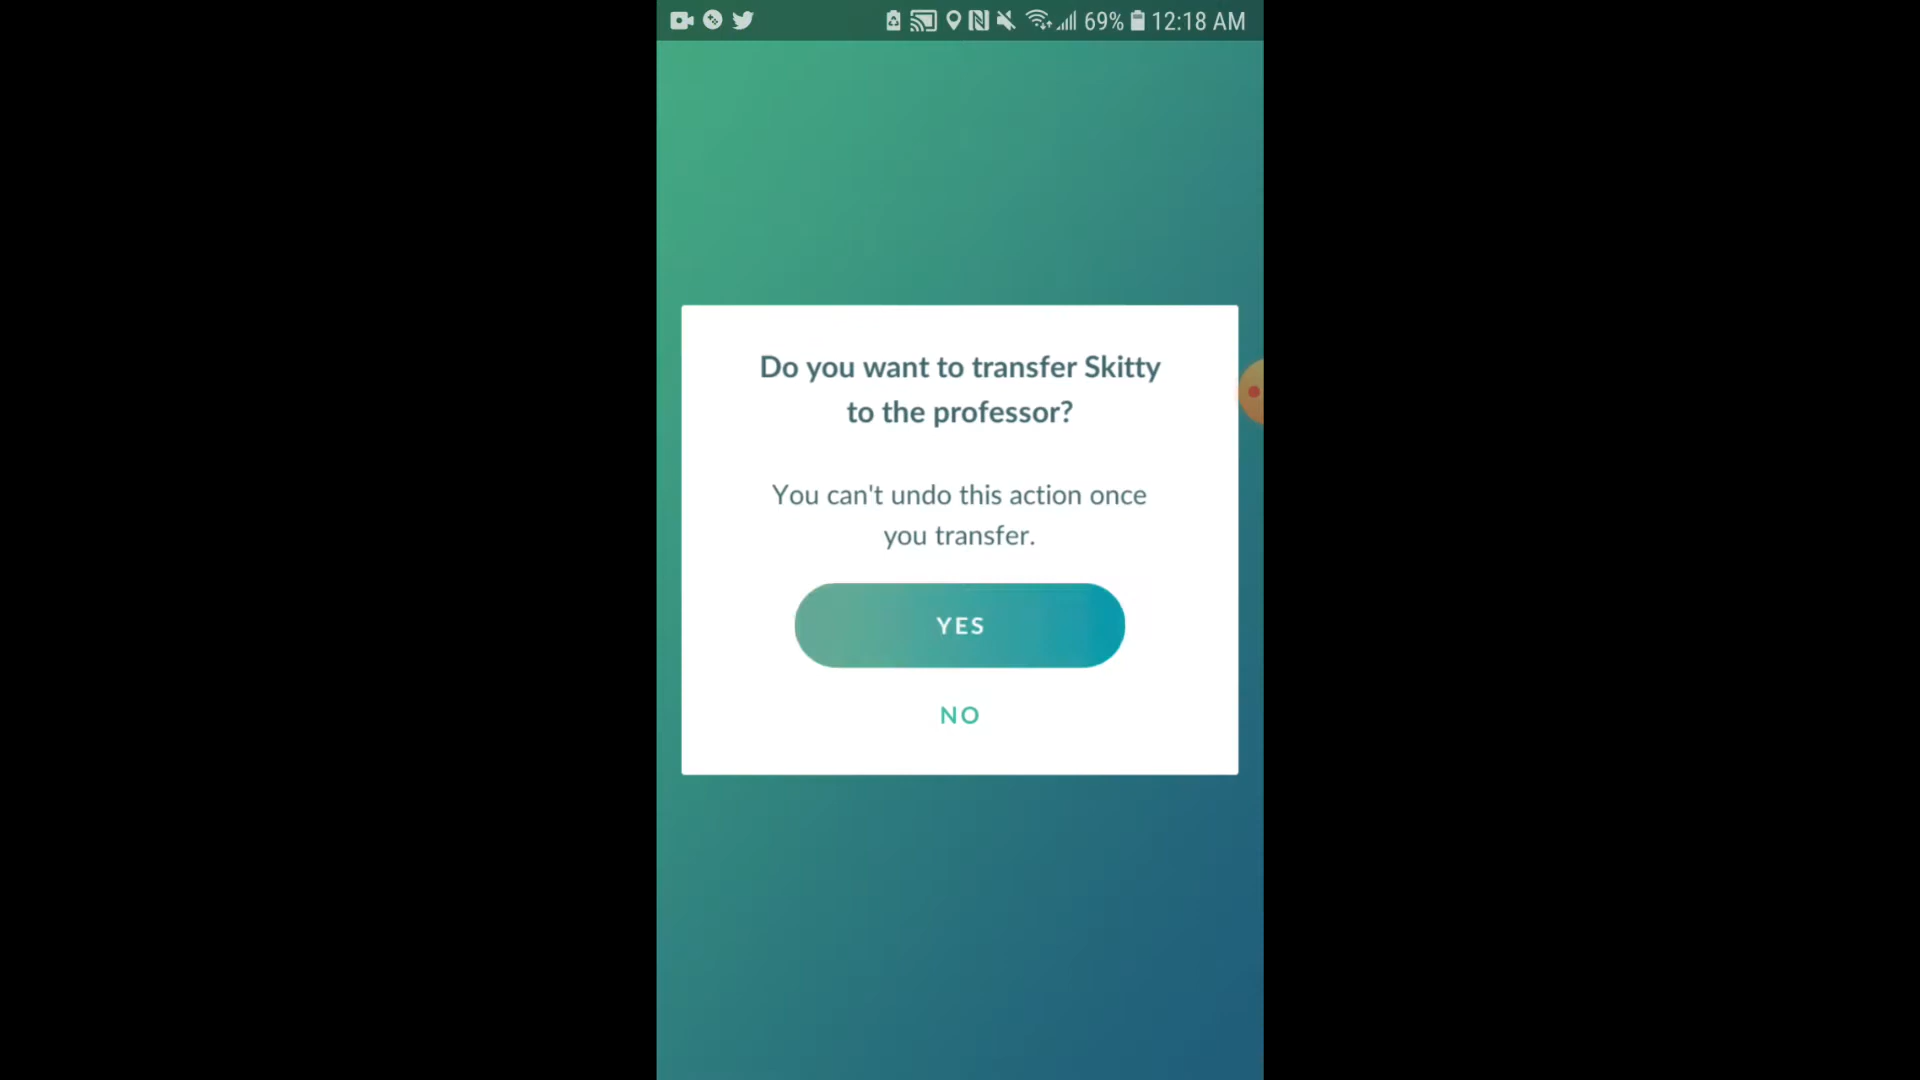 69% 12:18 AM
Do you want to transfer Skitty
to the professor?
You can't undo this action once
you transfer.
YES
NO